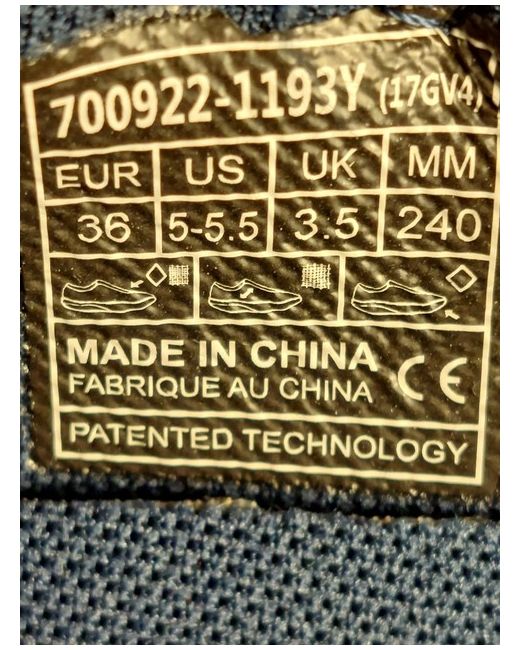 700922-1193Y (17GV4)
EUR US UK MM
36 5-5.5 3.5 240
MADE IN CHINA
FABRIQUE AU CHINA CE
PATENTED TECHNOLOGY